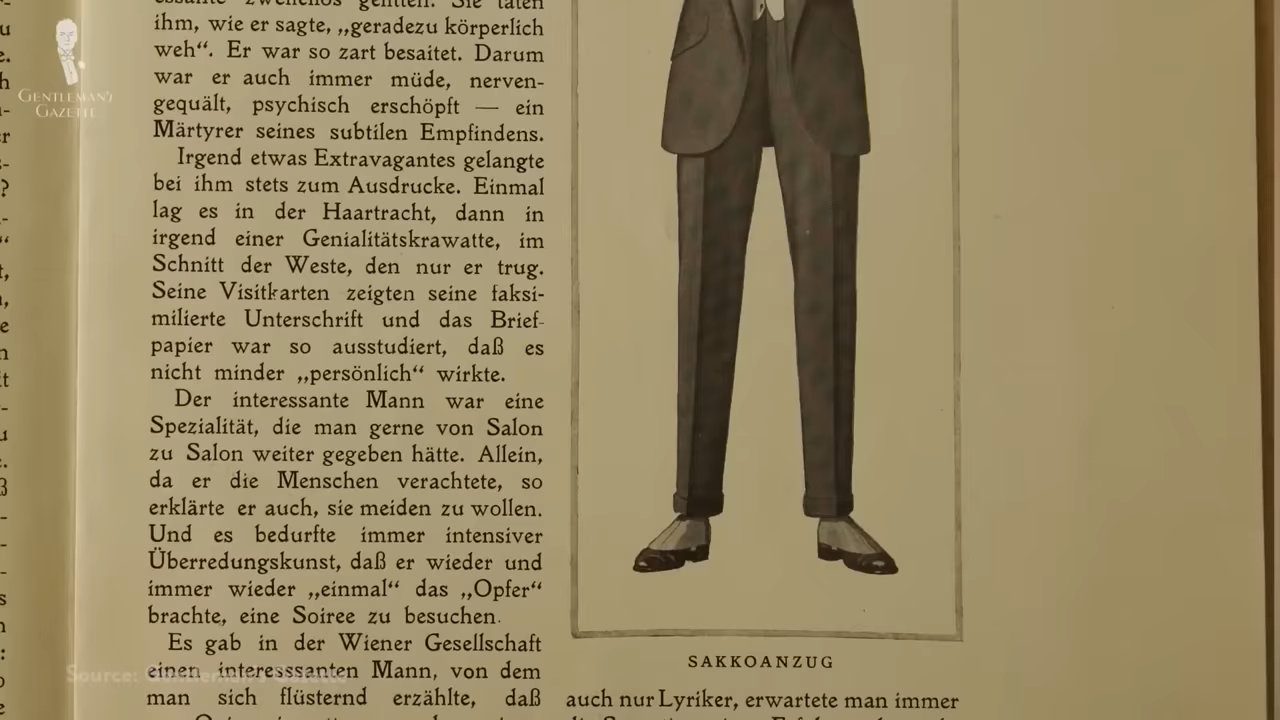 GENTLEMAN'S
GAZETTE
ihm, wie er sagte, „geradezu körperlich
weh“. Er war so zart besaitet. Darum
war er auch immer müde, nerven-
gequält, psychisch erschöpft — ein
Märtyrer seines subtilen Empfindens.
Irgend etwas Extravagantes gelangte
bei ihm stets zum Ausdrucke. Einmal
lag es in der Haartracht, dann in
irgend einer Genialitätskrawatte, im
Schnitt der Weste, den nur er trug.
Seine Visitkarten zeigten seine faksi-
milierte Unterschrift und das Brief-
papier war so ausstudiert, daß es
nicht minder „persönlich“ wirkte.
Der interessante Mann war eine
Spezialität, die man gerne von Salon
zu Salon weiter gegeben hätte. Allein,
da er die Menschen verachtete, so
erklärte er auch, sie meiden zu wollen.
Und es bedurfte immer intensiver
Überredungskunst, daß er wieder und
immer wieder „einmal“ das „Opfer“
brachte, eine Soiree zu besuchen.
Es gab in der Wiener Gesellschaft
einen interesssanten Mann, von dem
man sich flüsternd erzählte, daß
SAKKOANZUG
auch nur Lyriker, erwartete man immer
Source: Gentleman's Gazette